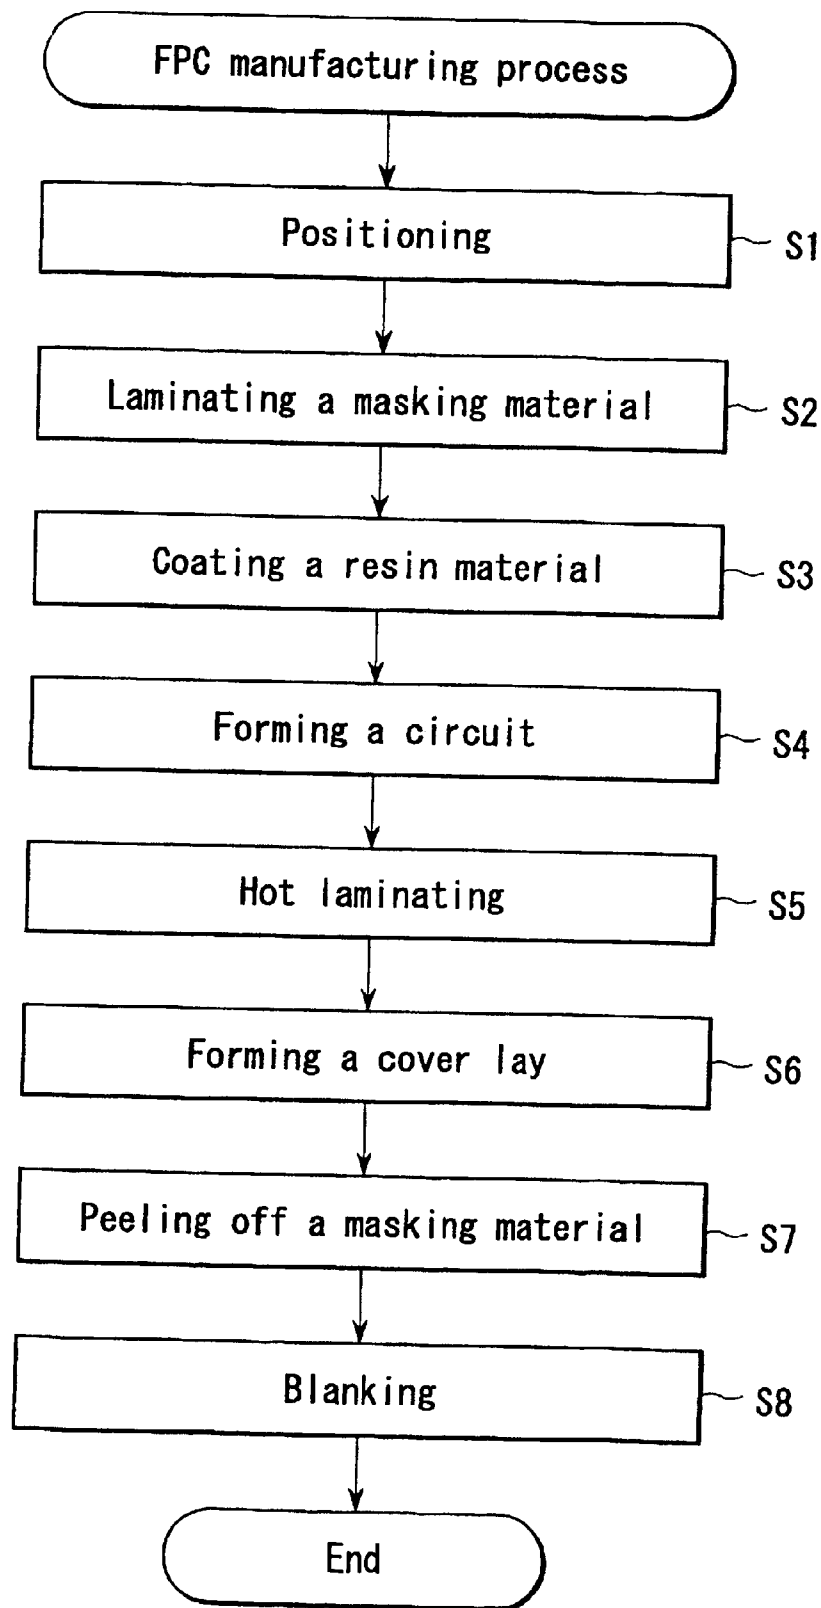 FPC manufacturing process
Positioning
S1
Laminating a masking material
S2
Coating a resin material
S3
Forming a circuit
S4
Hot laminating
S5
Forming a cover lay
S6
Peeling off a masking material
S7
Blanking
S8
End